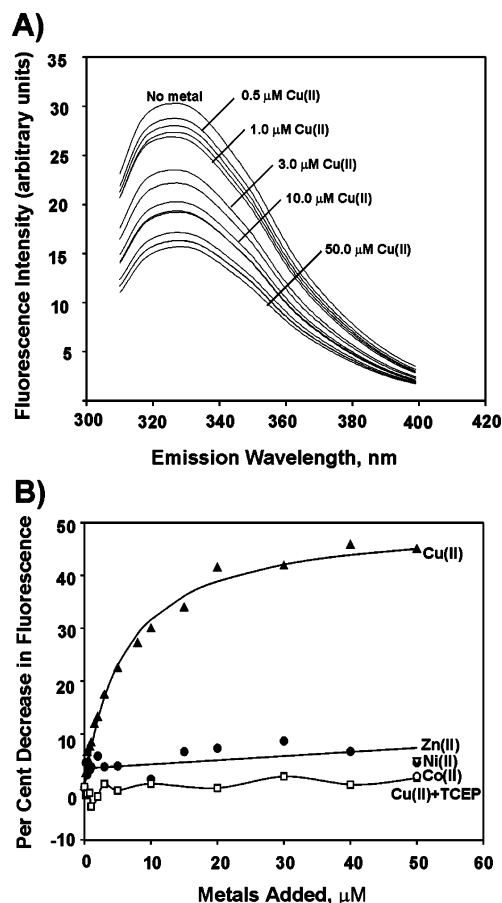 A)
Fluorescence Intensity (arbitrary units)
35
30
25
20
15
10
5
No metal
0.5 μM Cu(II)
1.0 μM Cu(II)
3.0 μM Cu(II)
10.0 μM Cu(II)
50.0 μM Cu(II)
300 320 340 360 380 400 420
Emission Wavelength, nm
B)
Per Cent Decrease in Fluorescence
50
40
30
20
10
0
-10
Cu(II)
Zn(II)
Ni(II)
Co(II)
Cu(II)+TCEP
0 10 20 30 40 50 60
Metals Added, μM